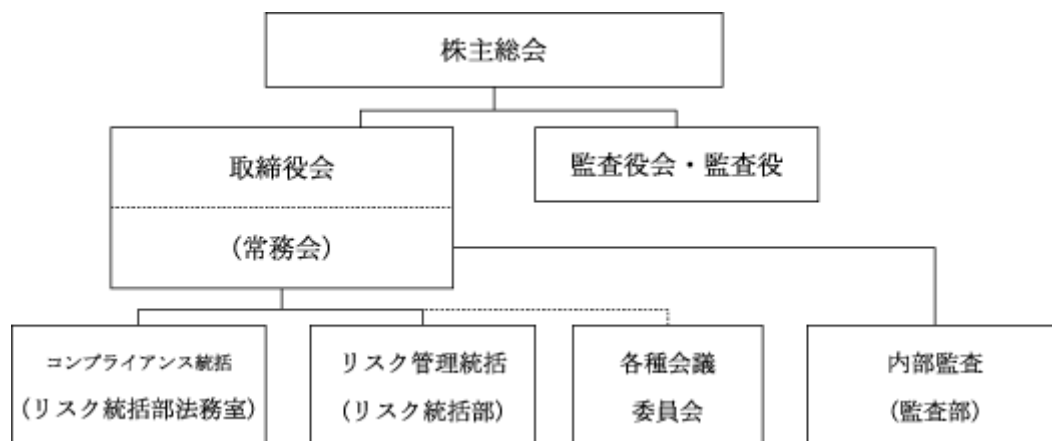 株主総会
取締役会
監査役会・監査役
(常務会)
コンプライアンス統括
(リスク統括部法務室)
リスク管理統括
(リスク統括部)
各種会議
委員会
内部監査
(監査部)